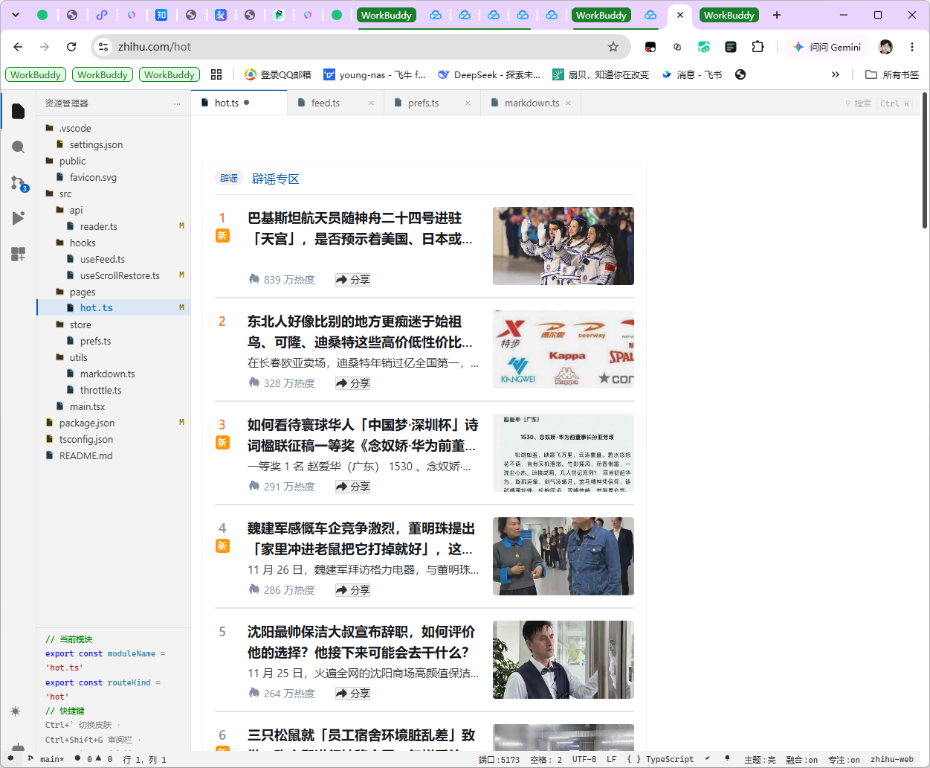 WorkBuddy
知
WorkBuddy
WorkBuddy
zhihu.com/hot
问问 Gemini
WorkBuddy
WorkBuddy
WorkBuddy
登录QQ邮箱
young-nas - 飞牛 f...
DeepSeek - 探索未...
扇贝，知道你在改变
消息 - 飞书
所有书签
资源管理器
.vscode
settings.json
public
favicon.svg
src
api
reader.ts M
hooks
useFeed.ts
useScrollRestore.ts M
pages
hot.ts M
store
prefs.ts
utils
markdown.ts
throttle.ts
main.tsx
package.json M
tsconfig.json
README.md
3
// 当前模块
export const moduleName =
'hot.ts'
export const routeKind =
'hot'
// 快捷键
Ctrl+` 切换皮肤 ·
Ctrl+Shift+G 审阅栏 ·
hot.ts
feed.ts
prefs.ts
markdown.ts
搜索 Ctrl K
辟谣 辟谣专区
1
新
巴基斯坦航天员随神舟二十四号进驻
「天宫」，是否预示着美国、日本或...
839 万热度 分享
2
东北人好像比别的地方更痴迷于始祖
鸟、可隆、迪桑特这些高价低性价比...
在长春欧亚卖场，迪桑特年销过亿全国第一，...
328 万热度 分享
特步
Kappa
KANGWEI
3
新
如何看待寰球华人「中国梦·深圳杯」诗
词楹联征稿一等奖《念奴娇·华为前董...
一等奖 1 名 赵爱华（广东） 1530 、念奴娇·...
291 万热度 分享
1530、念奴娇·华为前董事长孙亚芳颂
4
新
魏建军感慨车企竞争激烈，董明珠提出
「家里冲进老鼠把它打掉就好」，这...
11 月 26 日，魏建军拜访格力电器，与董明珠...
286 万热度 分享
5
沈阳最帅保洁大叔宣布辞职，如何评价
他的选择？他接下来可能会去干什么？
11 月 25 日，火遍全网的沈阳商场高颜值保洁...
264 万热度 分享
6
三只松鼠就「员工宿舍环境脏乱差」致
main*
0 0
行 1，列 1
端口:5173
空格: 2
UTF-8
LF
{ } TypeScript
主题:亮
融合:on
专注:on
zhihu-web